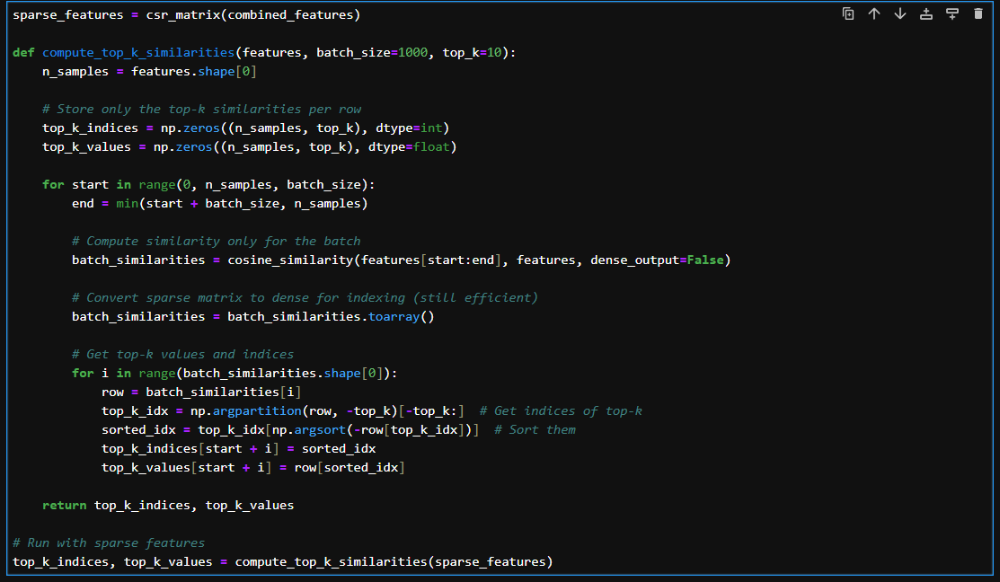 sparse_features = csr_matrix(combined_features)
def compute_top_k_similarities(features, batch_size=1000, top_k=10):
    n_samples = features.shape[0]
    # Store only the top-k similarities per row
    top_k_indices = np.zeros((n_samples, top_k), dtype=int)
    top_k_values = np.zeros((n_samples, top_k), dtype=float)
    for start in range(0, n_samples, batch_size):
        end = min(start + batch_size, n_samples)
        # Compute similarity only for the batch
        batch_similarities = cosine_similarity(features[start:end], features, dense_output=False)
        # Convert sparse matrix to dense for indexing (still efficient)
        batch_similarities = batch_similarities.toarray()
        # Get top-k values and indices
        for i in range(batch_similarities.shape[0]):
            row = batch_similarities[i]
            top_k_idx = np.argpartition(row, -top_k)[-top_k:]  # Get indices of top-k
            sorted_idx = top_k_idx[np.argsort(-row[top_k_idx])]  # Sort them
            top_k_indices[start + i] = sorted_idx
            top_k_values[start + i] = row[sorted_idx]
    return top_k_indices, top_k_values
# Run with sparse features
top_k_indices, top_k_values = compute_top_k_similarities(sparse_features)